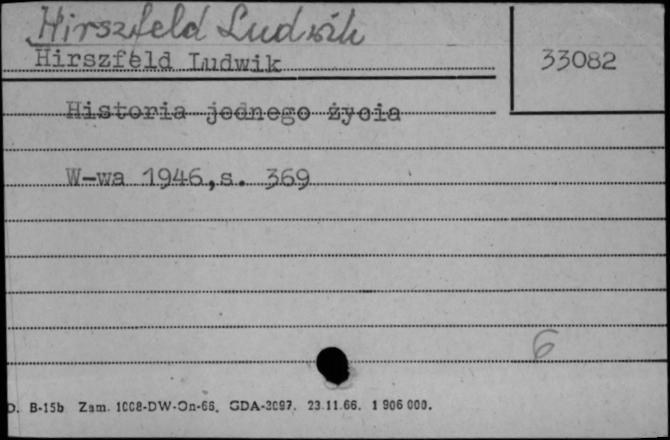 Hirszfeld Ludwik
Hirszfeld Ludwik
33082
Historia jednego życia
W-wa 1946,s. 369
6
D. B-15b Zam. 1008-DW-On-66. GDA-3097. 23.11.66. 1 906 000.